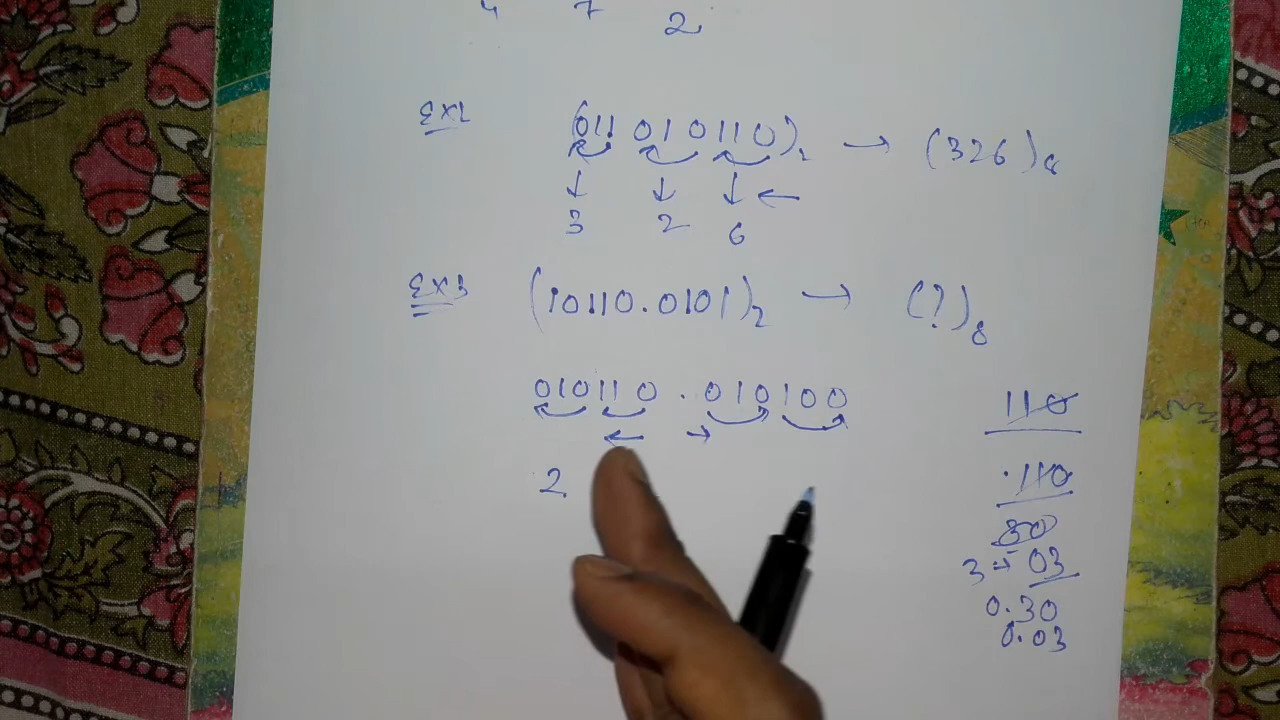 4 7 2
Ex2 (011 010110)2 → (326)8
↓ ↓ ↓ ←
3 2 6
Ex3 (10110.0101)2 → (?)8
010110 . 010100
← →
2
110
.110
30
3 → 03
0.30
0.03